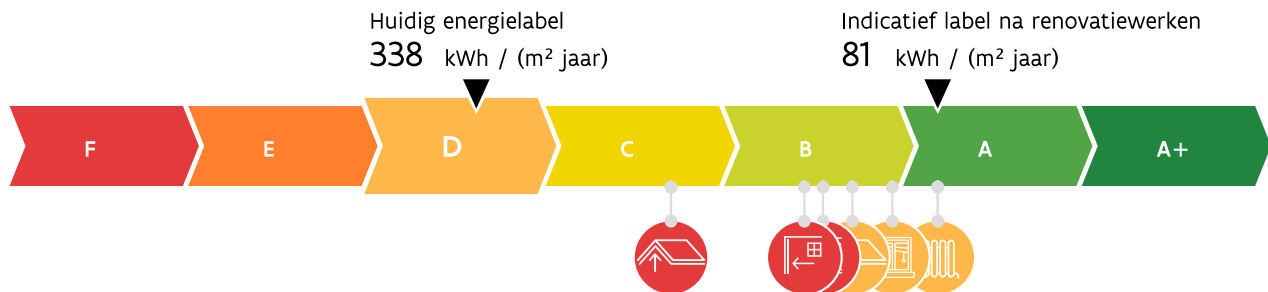 Huidig energielabel
338 kWh / (m² jaar)
Indicatief label na renovatiewerken
81 kWh / (m² jaar)
F E D C B A A+